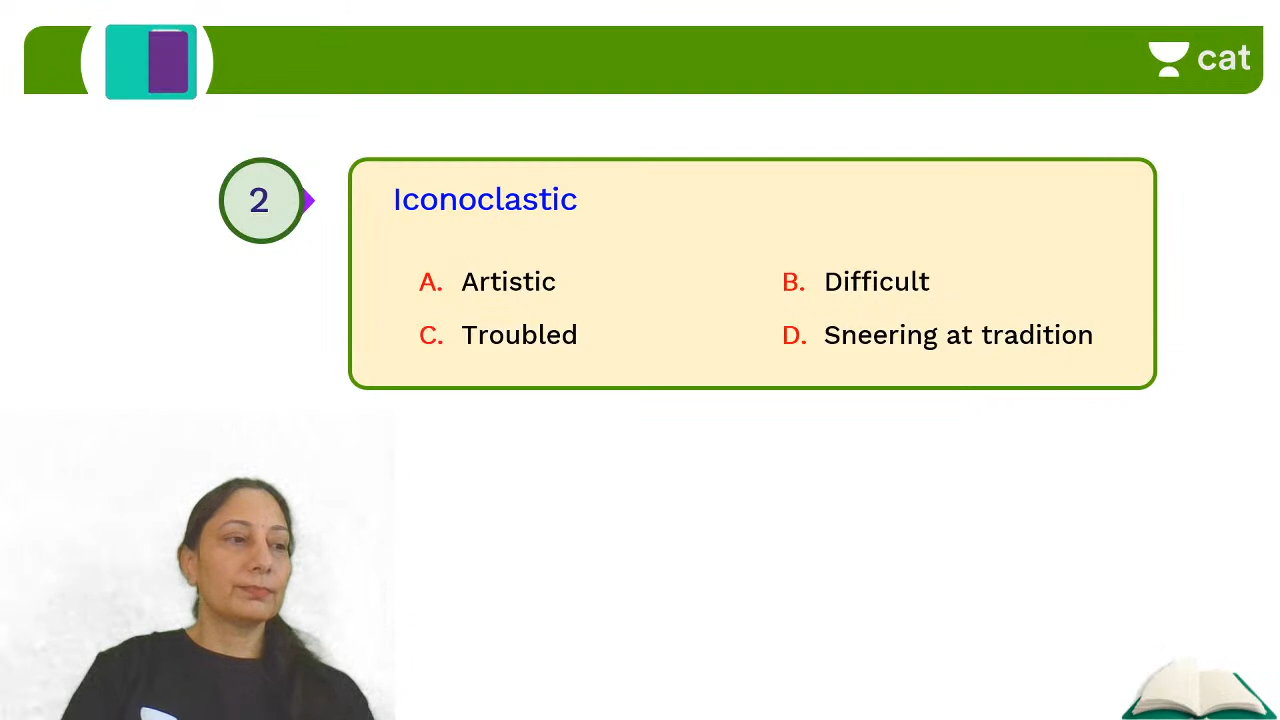 cat
2
Iconoclastic
A. Artistic
B. Difficult
C. Troubled
D. Sneering at tradition